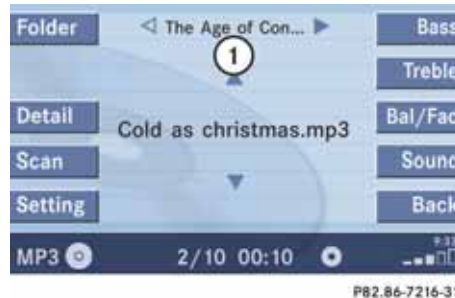 Folder
The Age of Con...
1
Bass
Treble
Detail
Cold as christmas.mp3
Bal/Fad
Scan
Sound
Setting
Back
MP3
2/10 00:10
P82.86-7216-31